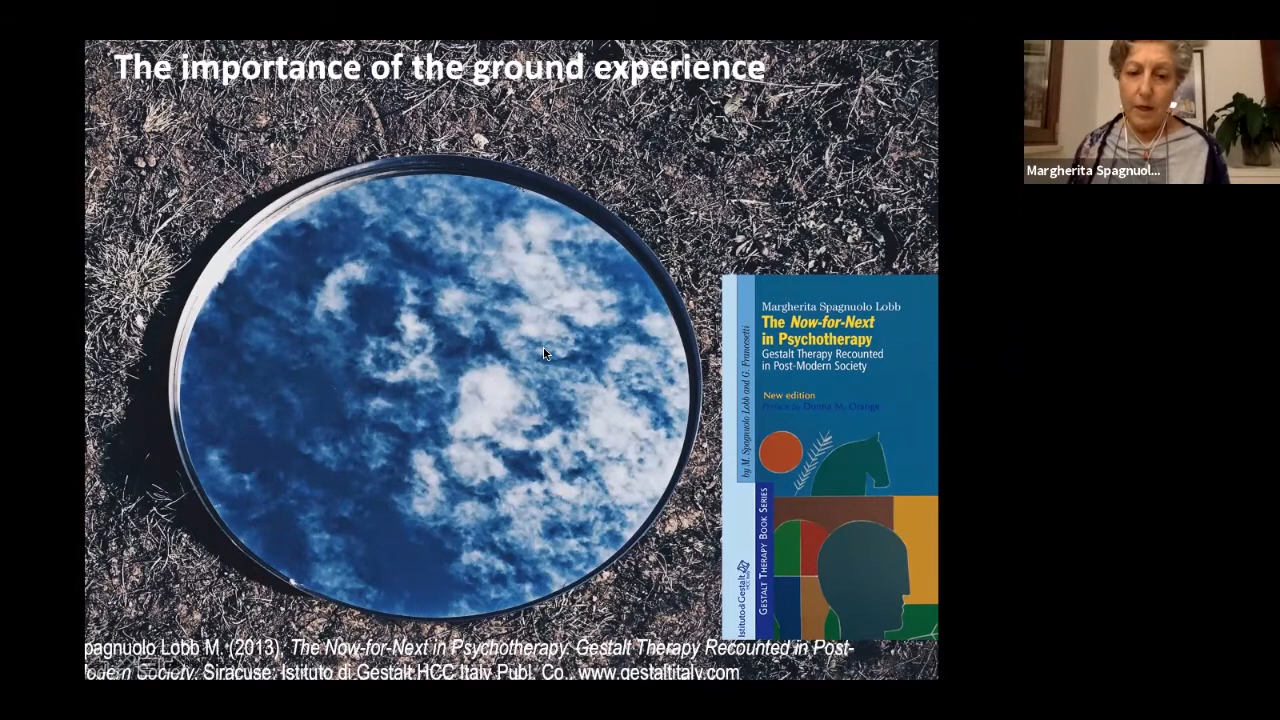 The importance of the ground experience
Margherita Spagnuol...
Margherita Spagnuolo Lobb
The Now-for-Next
in Psychotherapy
Gestalt Therapy Recounted
in Post-Modern Society
New edition
Preface by Donna M. Orange
by M. Spagnuolo Lobb and G. Francesetti
GESTALT THERAPY BOOK SERIES
Istituto di Gestalt
HCC Italy
pagnuolo Lobb M. (2013), The Now-for-Next in Psychotherapy. Gestalt Therapy Recounted in Post-
odern Society. Siracuse: Istituto di Gestalt HCC Italy Publ. Co., www.gestaltitaly.com